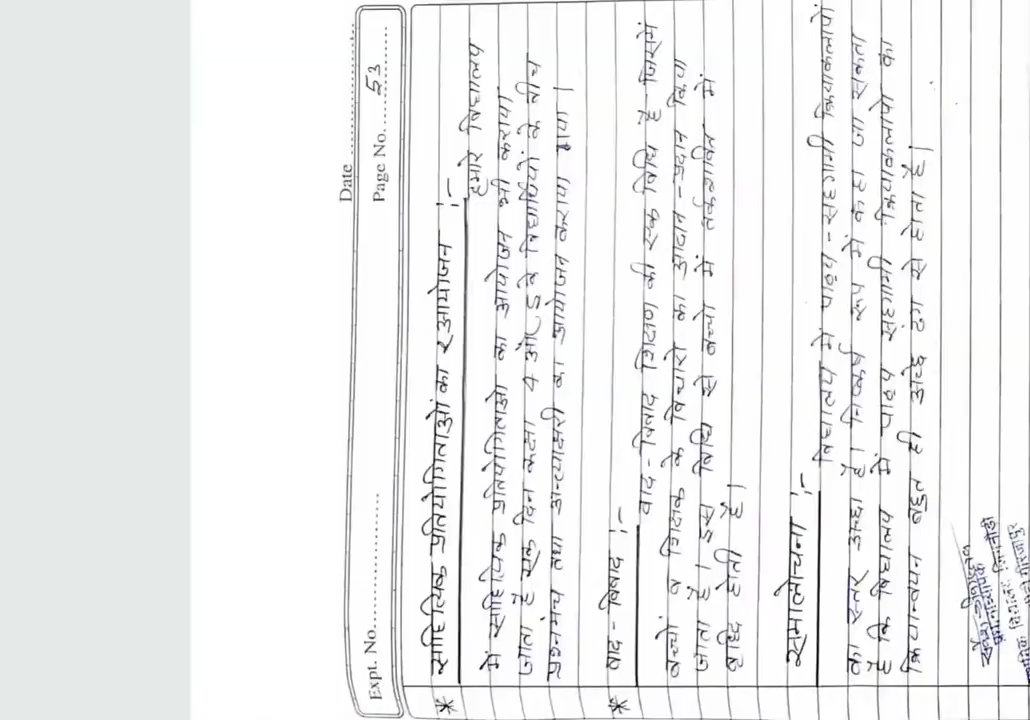 Date
Expt. No.
Page No. 53
* साहित्यिक प्रतियोगिताओं का आयोजन :-
हमारे विद्यालय
में साहित्यिक प्रतियोगिताओ का आयोजन भी कराया
जाता है एक दिन कक्षा 4 और 5 वे विद्यार्थियों के बीच
प्रश्नमंच तथा अन्त्याक्षरी का आयोजन कराया गया।
* वाद - विवाद :-
वाद - विवाद शिक्षण की एक विधि है जिसमें
बच्चों व शिक्षक के विचारो का आदान - प्रदान किया
जाता है। इस विधि से बच्चो में तर्कशक्ति में
वृद्धि होती है।
समालोचना :-
विद्यालय में पाठ्य - सहगामी क्रियाकलापो
का स्तर अच्छा है। निष्कर्ष रूप में कहा जा सकता
है कि विद्यालय में पाठ्य सहगामी क्रियाकलापो का
क्रियान्वयन बहुत ही अच्छे ढंग से होता है।